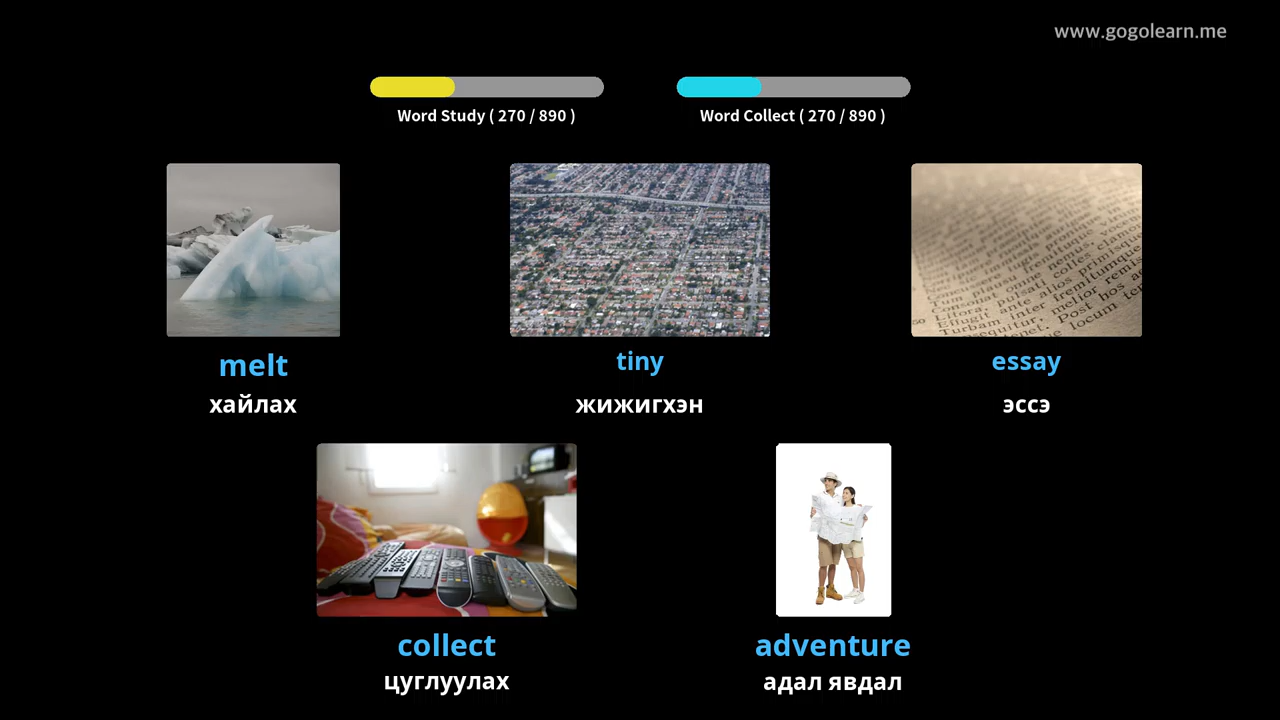 www.gogolearn.me
Word Study ( 270 / 890 )
Word Collect ( 270 / 890 )
melt
tiny
essay
хайлах
жижигхэн
эссэ
collect
adventure
цуглуулах
адал явдал